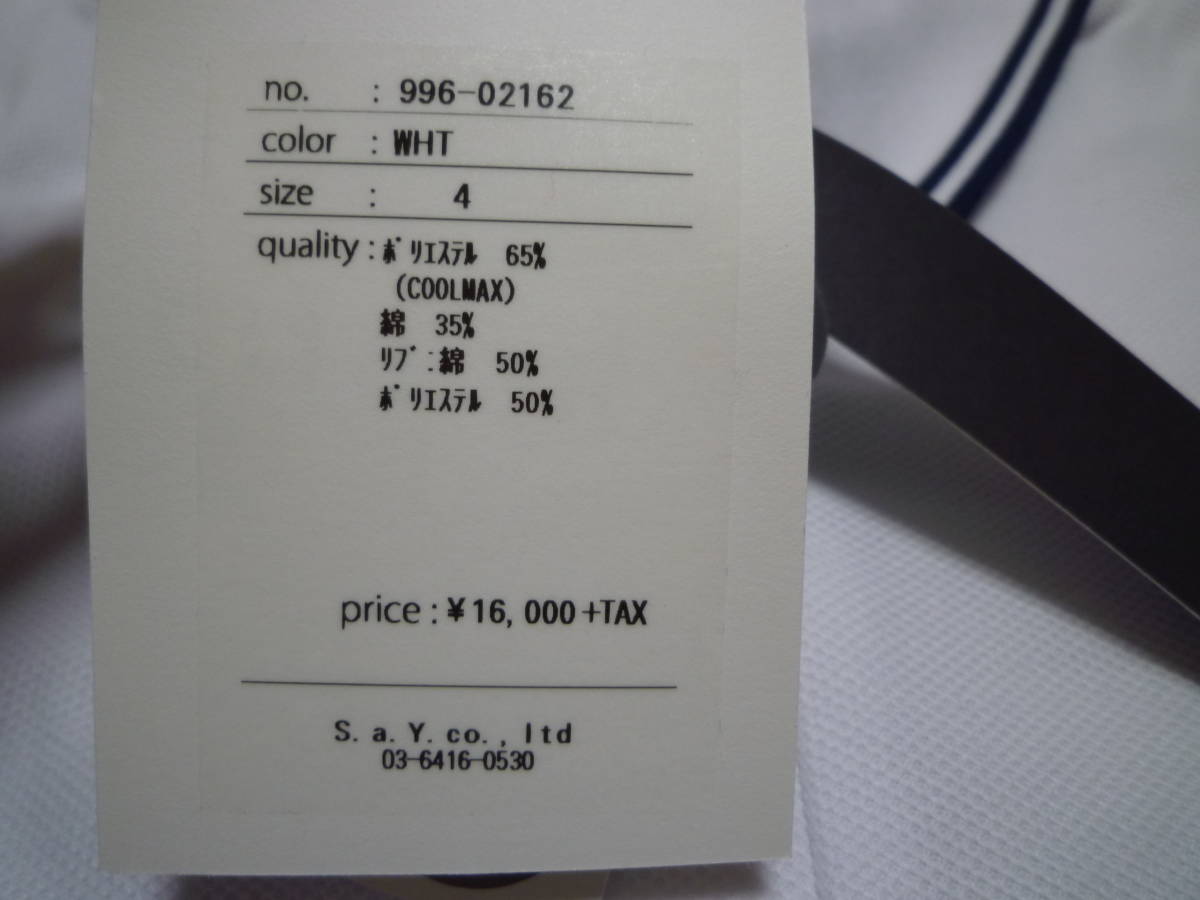 no. : 996-02162
color : WHT
size : 4
quality : ﾎﾟﾘｴｽﾃﾙ 65%
(COOLMAX)
綿 35%
ﾘﾌﾞ:綿 50%
ﾎﾟﾘｴｽﾃﾙ 50%
price : ¥16,000+TAX
S.a.Y.co.,ltd
03-6416-0530